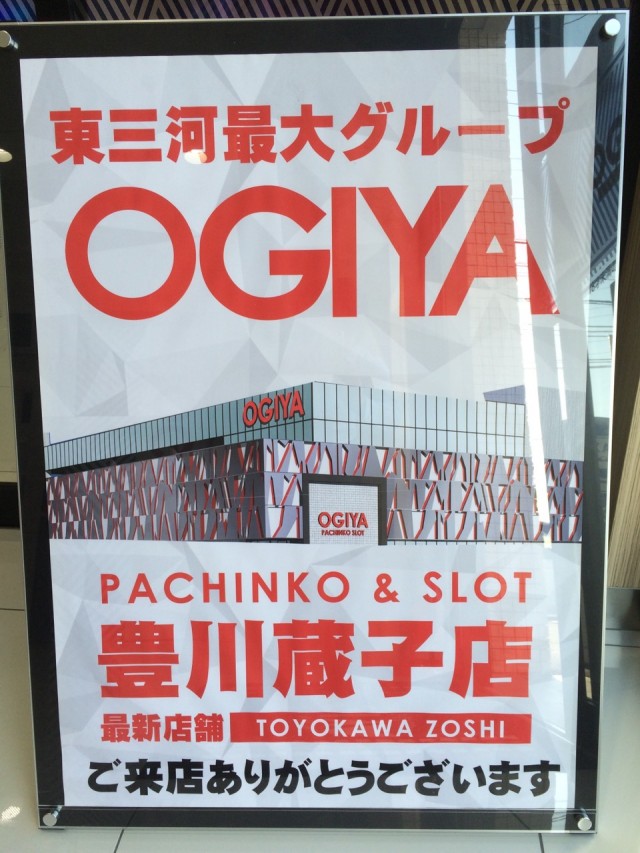 東三河最大グループ
OGIYA
OGIYA
OGIYA
PACHINKO SLOT
PACHINKO & SLOT
豊川蔵子店
最新店舗 TOYOKAWA ZOSHI
ご来店ありがとうございます